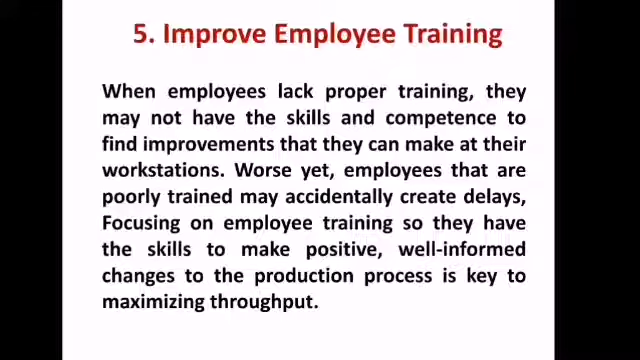 5. Improve Employee Training
When employees lack proper training, they
may not have the skills and competence to
find improvements that they can make at their
workstations. Worse yet, employees that are
poorly trained may accidentally create delays,
Focusing on employee training so they have
the skills to make positive, well-informed
changes to the production process is key to
maximizing throughput.